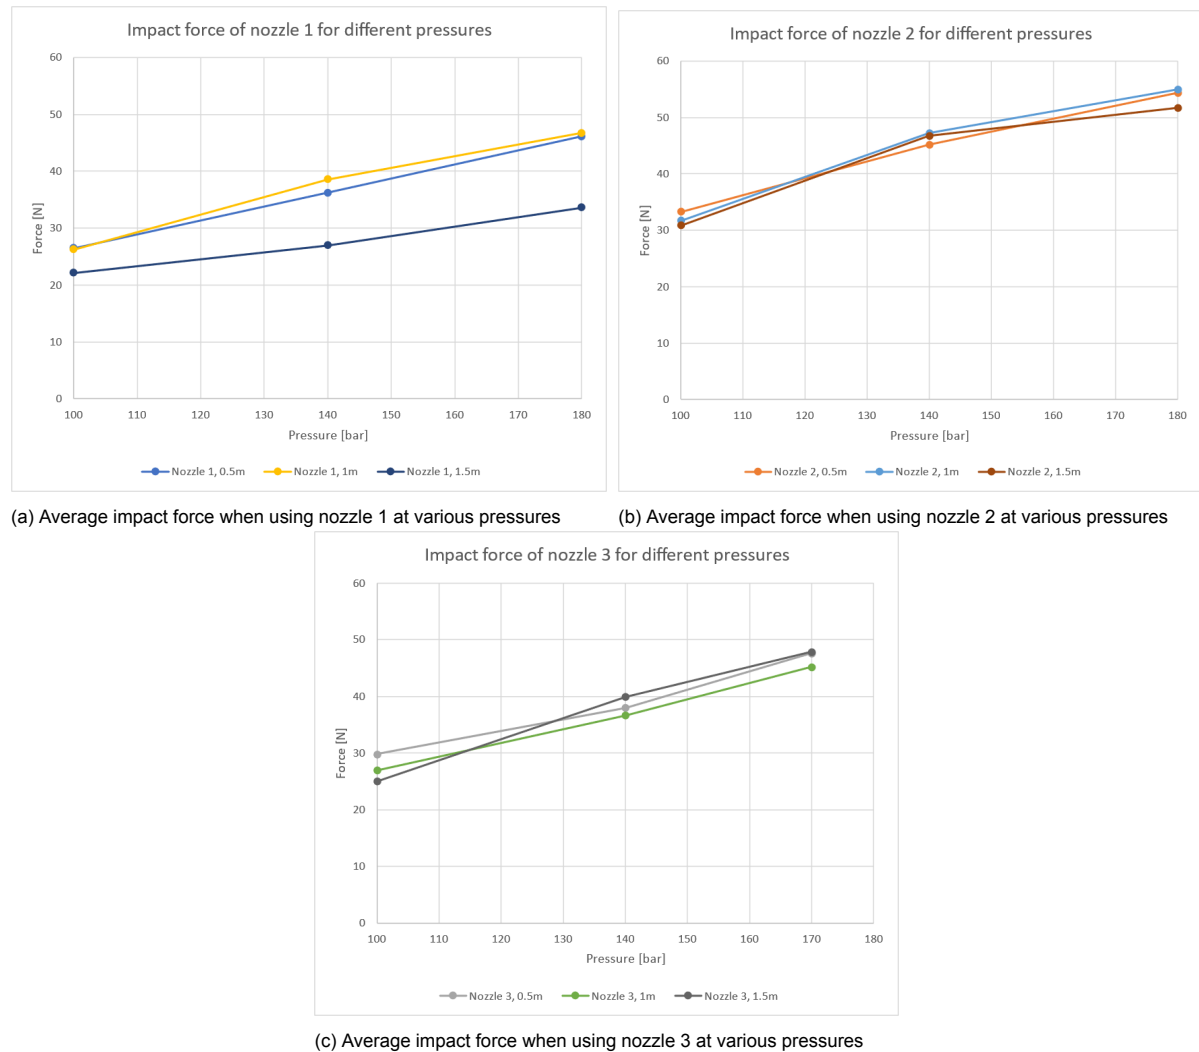 Impact force of nozzle 1 for different pressures
60
50
40
30
20
10
0
Force [N]
100 110 120 130 140 150 160 170 180
Pressure [bar]
Nozzle 1, 0.5m Nozzle 1, 1m Nozzle 1, 1.5m
(a) Average impact force when using nozzle 1 at various pressures
Impact force of nozzle 2 for different pressures
60
50
40
30
20
10
0
Force [N]
100 110 120 130 140 150 160 170 180
Pressure [bar]
Nozzle 2, 0.5m Nozzle 2, 1m Nozzle 2, 1.5m
(b) Average impact force when using nozzle 2 at various pressures
Impact force of nozzle 3 for different pressures
60
50
40
30
20
10
0
Force [N]
100 110 120 130 140 150 160 170 180
Pressure [bar]
Nozzle 3, 0.5m Nozzle 3, 1m Nozzle 3, 1.5m
(c) Average impact force when using nozzle 3 at various pressures